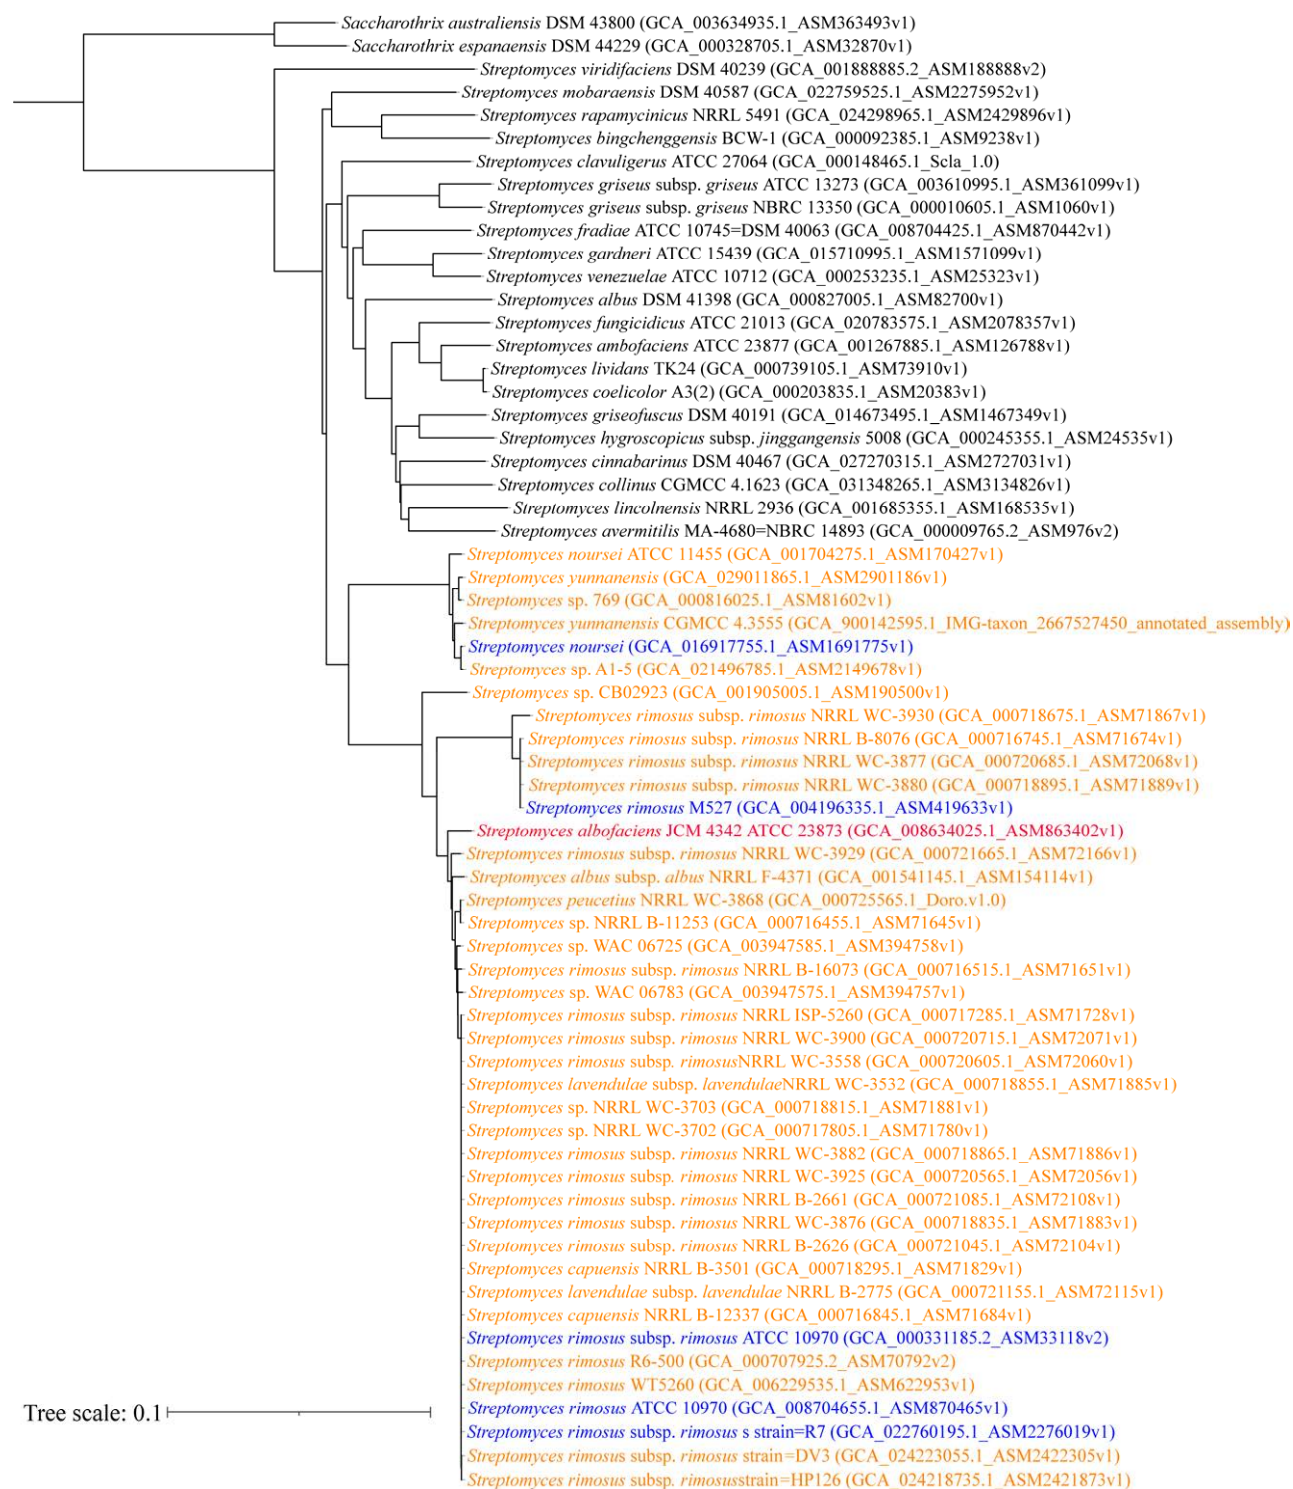 Saccharothrix australiensis DSM 43800 (GCA_003634935.1_ASM363493v1)
Saccharothrix espanaensis DSM 44229 (GCA_000328705.1_ASM32870v1)
Streptomyces viridifaciens DSM 40239 (GCA_001888885.2_ASM188888v2)
Streptomyces mobaraensis DSM 40587 (GCA_022759525.1_ASM2275952v1)
Streptomyces rapamycinicus NRRL 5491 (GCA_024298965.1_ASM2429896v1)
Streptomyces bingchenggensis BCW-1 (GCA_000092385.1_ASM9238v1)
Streptomyces clavuligerus ATCC 27064 (GCA_000148465.1_Scla_1.0)
Streptomyces griseus subsp. griseus ATCC 13273 (GCA_003610995.1_ASM361099v1)
Streptomyces griseus subsp. griseus NBRC 13350 (GCA_000010605.1_ASM1060v1)
Streptomyces fradiae ATCC 10745=DSM 40063 (GCA_008704425.1_ASM870442v1)
Streptomyces gardneri ATCC 15439 (GCA_015710995.1_ASM1571099v1)
Streptomyces venezuelae ATCC 10712 (GCA_000253235.1_ASM25323v1)
Streptomyces albus DSM 41398 (GCA_000827005.1_ASM82700v1)
Streptomyces fungicidicus ATCC 21013 (GCA_020783575.1_ASM2078357v1)
Streptomyces ambofaciens ATCC 23877 (GCA_001267885.1_ASM126788v1)
Streptomyces lividans TK24 (GCA_000739105.1_ASM73910v1)
Streptomyces coelicolor A3(2) (GCA_000203835.1_ASM20383v1)
Streptomyces griseofuscus DSM 40191 (GCA_014673495.1_ASM1467349v1)
Streptomyces hygroscopicus subsp. jinggangensis 5008 (GCA_000245355.1_ASM24535v1)
Streptomyces cinnabarinus DSM 40467 (GCA_027270315.1_ASM2727031v1)
Streptomyces collinus CGMCC 4.1623 (GCA_031348265.1_ASM3134826v1)
Streptomyces lincolnensis NRRL 2936 (GCA_001685355.1_ASM168535v1)
Streptomyces avermitilis MA-4680=NBRC 14893 (GCA_000009765.2_ASM976v2)
Streptomyces noursei ATCC 11455 (GCA_001704275.1_ASM170427v1)
Streptomyces yunnanensis (GCA_029011865.1_ASM2901186v1)
Streptomyces sp. 769 (GCA_000816025.1_ASM81602v1)
Streptomyces yunnanensis CGMCC 4.3555 (GCA_900142595.1_IMG-taxon_2667527450_annotated_assembly)
Streptomyces noursei (GCA_016917755.1_ASM1691775v1)
Streptomyces sp. A1-5 (GCA_021496785.1_ASM2149678v1)
Streptomyces sp. CB02923 (GCA_001905005.1_ASM190500v1)
Streptomyces rimosus subsp. rimosus NRRL WC-3930 (GCA_000718675.1_ASM71867v1)
Streptomyces rimosus subsp. rimosus NRRL B-8076 (GCA_000716745.1_ASM71674v1)
Streptomyces rimosus subsp. rimosus NRRL WC-3877 (GCA_000720685.1_ASM72068v1)
Streptomyces rimosus subsp. rimosus NRRL WC-3880 (GCA_000718895.1_ASM71889v1)
Streptomyces rimosus M527 (GCA_004196335.1_ASM419633v1)
Streptomyces albofaciens JCM 4342 ATCC 23873 (GCA_008634025.1_ASM863402v1)
Streptomyces rimosus subsp. rimosus NRRL WC-3929 (GCA_000721665.1_ASM72166v1)
Streptomyces albus subsp. albus NRRL F-4371 (GCA_001541145.1_ASM154114v1)
Streptomyces peucetius NRRL WC-3868 (GCA_000725565.1_Doro.v1.0)
Streptomyces sp. NRRL B-11253 (GCA_000716455.1_ASM71645v1)
Streptomyces sp. WAC 06725 (GCA_003947585.1_ASM394758v1)
Streptomyces rimosus subsp. rimosus NRRL B-16073 (GCA_000716515.1_ASM71651v1)
Streptomyces sp. WAC 06783 (GCA_003947575.1_ASM394757v1)
Streptomyces rimosus subsp. rimosus NRRL ISP-5260 (GCA_000717285.1_ASM71728v1)
Streptomyces rimosus subsp. rimosus NRRL WC-3900 (GCA_000720715.1_ASM72071v1)
Streptomyces rimosus subsp. rimosusNRRL WC-3558 (GCA_000720605.1_ASM72060v1)
Streptomyces lavendulae subsp. lavendulaeNRRL WC-3532 (GCA_000718855.1_ASM71885v1)
Streptomyces sp. NRRL WC-3703 (GCA_000718815.1_ASM71881v1)
Streptomyces sp. NRRL WC-3702 (GCA_000717805.1_ASM71780v1)
Streptomyces rimosus subsp. rimosus NRRL WC-3882 (GCA_000718865.1_ASM71886v1)
Streptomyces rimosus subsp. rimosus NRRL WC-3925 (GCA_000720565.1_ASM72056v1)
Streptomyces rimosus subsp. rimosus NRRL B-2661 (GCA_000721085.1_ASM72108v1)
Streptomyces rimosus subsp. rimosus NRRL WC-3876 (GCA_000718835.1_ASM71883v1)
Streptomyces rimosus subsp. rimosus NRRL B-2626 (GCA_000721045.1_ASM72104v1)
Streptomyces capuensis NRRL B-3501 (GCA_000718295.1_ASM71829v1)
Streptomyces lavendulae subsp. lavendulae NRRL B-2775 (GCA_000721155.1_ASM72115v1)
Streptomyces capuensis NRRL B-12337 (GCA_000716845.1_ASM71684v1)
Streptomyces rimosus subsp. rimosus ATCC 10970 (GCA_000331185.2_ASM33118v2)
Streptomyces rimosus R6-500 (GCA_000707925.2_ASM70792v2)
Streptomyces rimosus WT5260 (GCA_006229535.1_ASM622953v1)
Streptomyces rimosus ATCC 10970 (GCA_008704655.1_ASM870465v1)
Streptomyces rimosus subsp. rimosus s strain=R7 (GCA_022760195.1_ASM2276019v1)
Streptomyces rimosus subsp. rimosus strain=DV3 (GCA_024223055.1_ASM2422305v1)
Streptomyces rimosus subsp. rimosusstrain=HP126 (GCA_024218735.1_ASM2421873v1)
Tree scale: 0.1